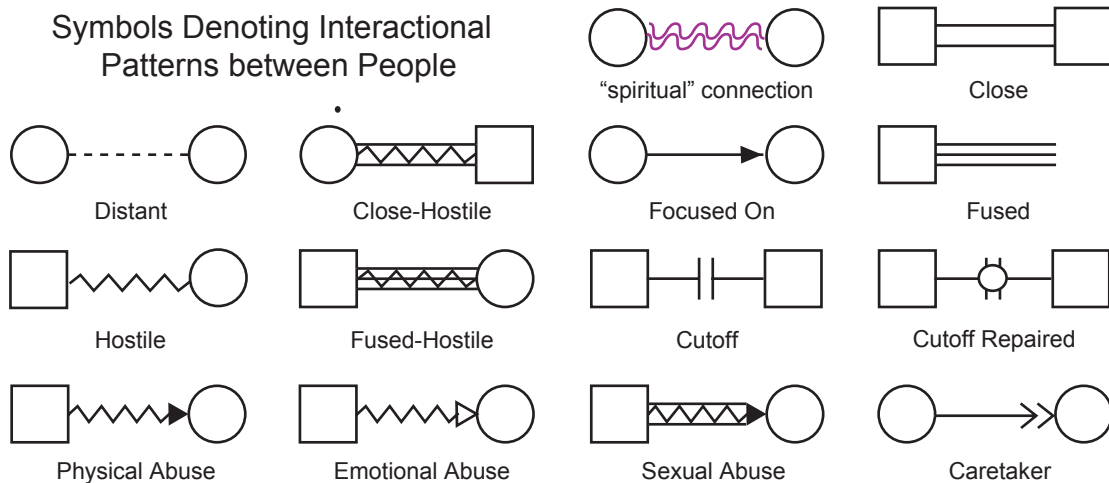 Symbols Denoting Interactional
Patterns between People
“spiritual” connection
Close
Distant
Close-Hostile
Focused On
Fused
Hostile
Fused-Hostile
Cutoff
Cutoff Repaired
Physical Abuse
Emotional Abuse
Sexual Abuse
Caretaker